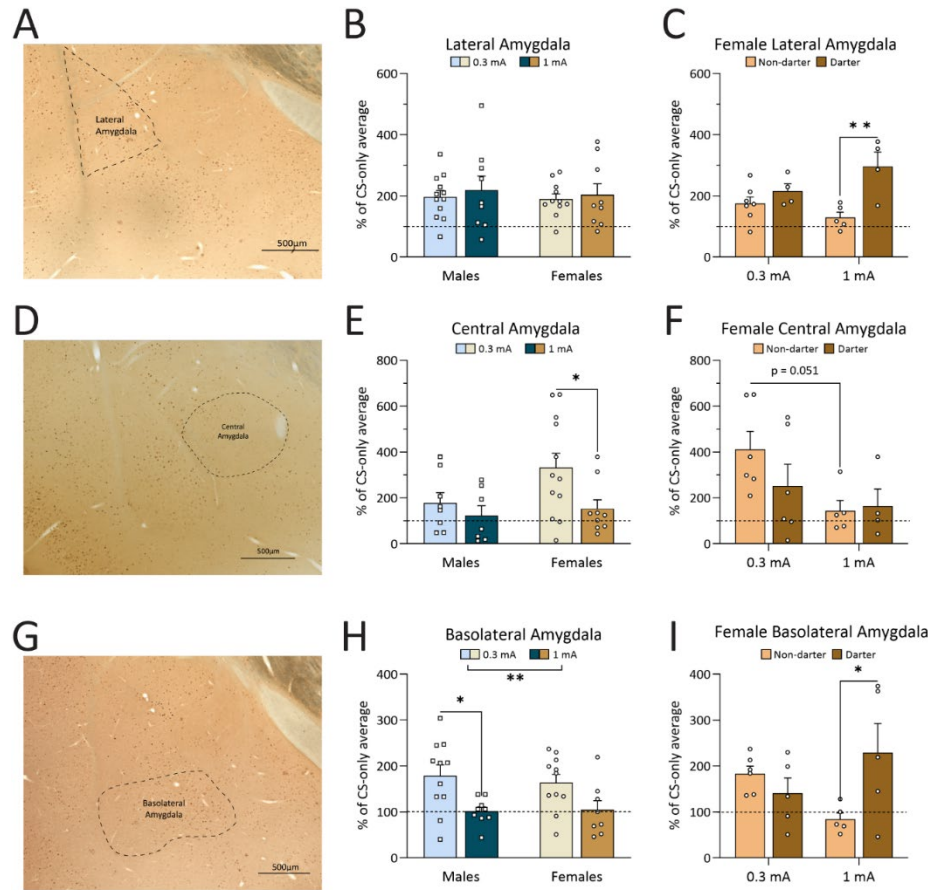 A
Lateral
Amygdala
500µm
B
Lateral Amygdala
0.3 mA 1 mA
% of CS-only average
600
400
200
0
Males Females
C
Female Lateral Amygdala
Non-darter Darter
% of CS-only average
600
400
200
0
**
0.3 mA 1 mA
D
Central
Amygdala
500µm
E
Central Amygdala
0.3 mA 1 mA
% of CS-only average
800
600
400
200
0
*
Males Females
F
Female Central Amygdala
Non-darter Darter
% of CS-only average
800
600
400
200
0
p = 0.051
0.3 mA 1 mA
G
Basolateral
Amygdala
500µm
H
Basolateral Amygdala
0.3 mA 1 mA
% of CS-only average
400
300
200
100
0
**
*
Males Females
I
Female Basolateral Amygdala
Non-darter Darter
% of CS-only average
400
300
200
100
0
*
0.3 mA 1 mA